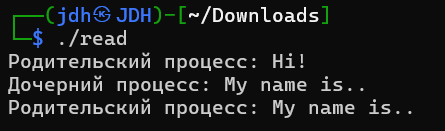 ┌──(jdh㉿JDH)-[~/Downloads]
└─$ ./read
Родительский процесс: Hi!
Дочерний процесс: My name is..
Родительский процесс: My name is..